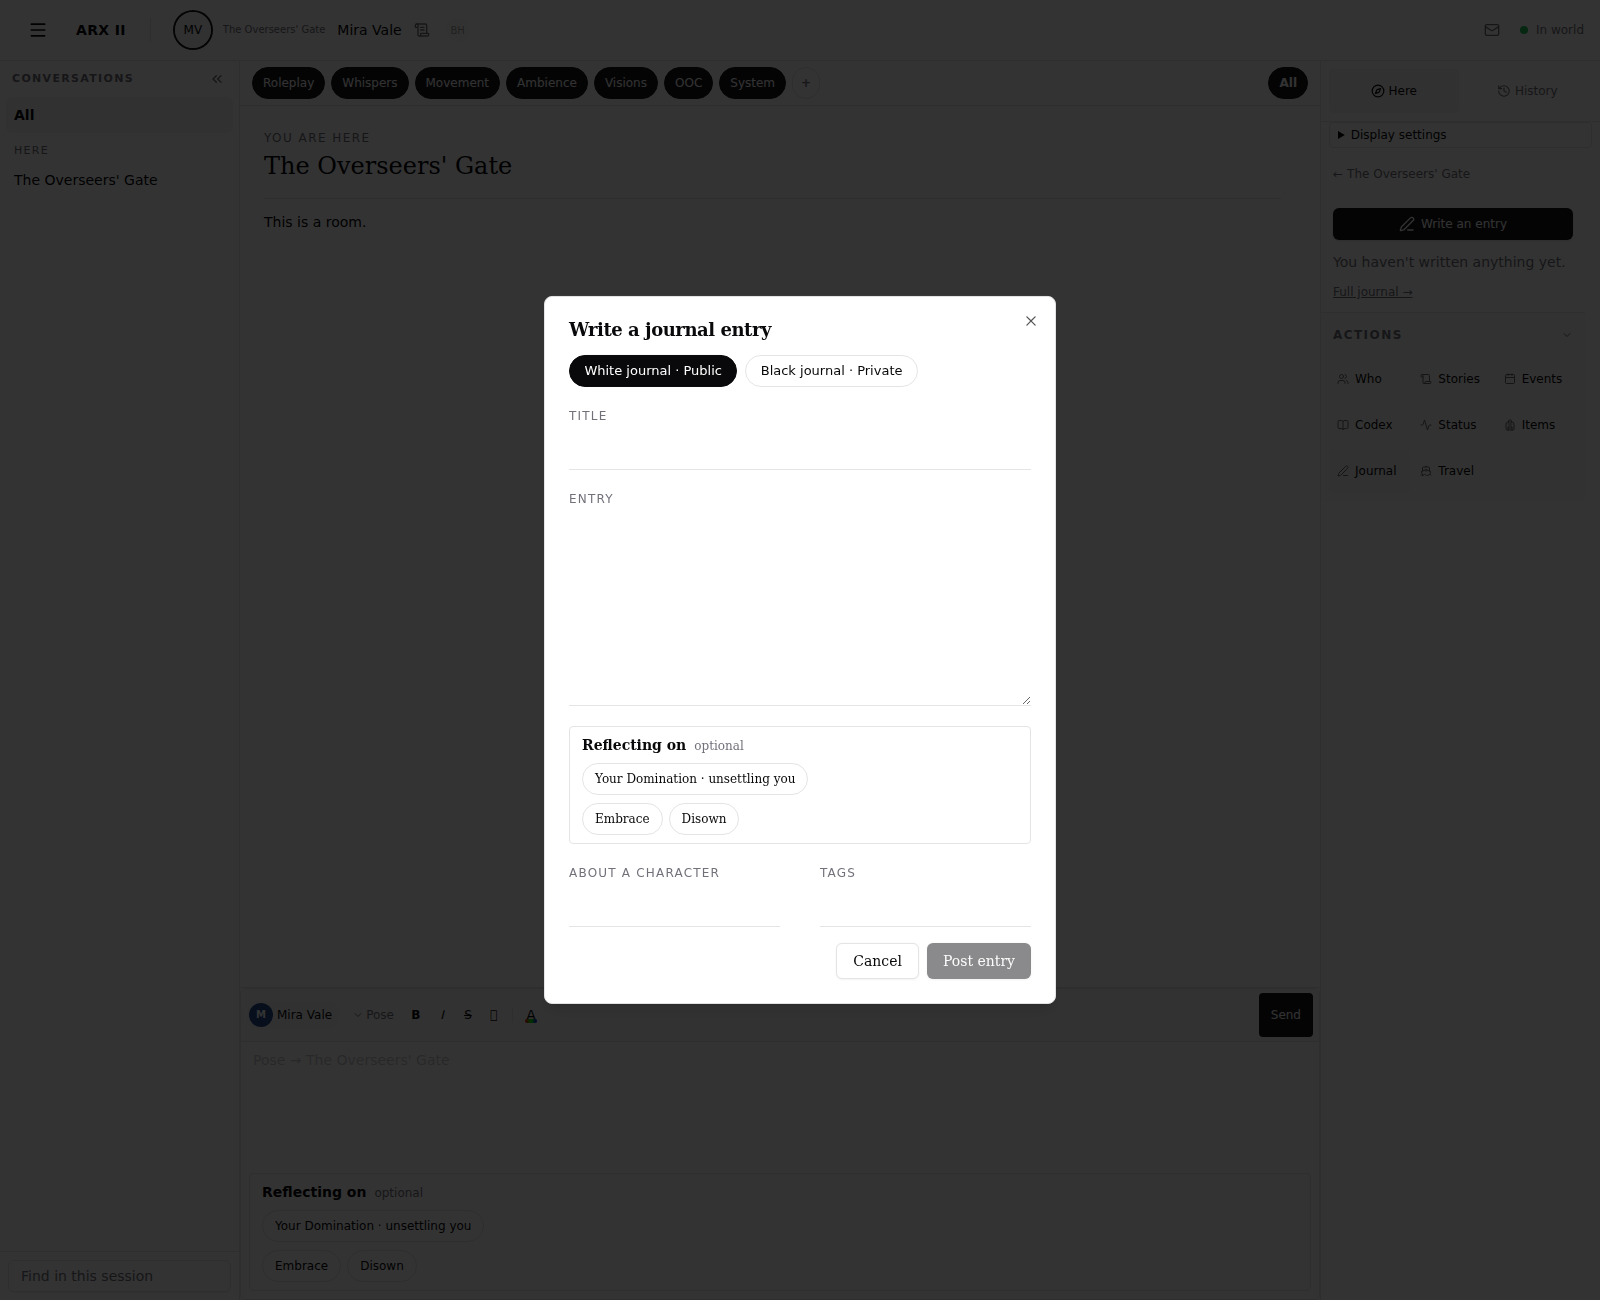 ARX II
MV
The Overseers' Gate
Mira Vale
BH
In world
CONVERSATIONS
All
HERE
The Overseers' Gate
Roleplay
Whispers
Movement
Ambience
Visions
OOC
System
+
All
YOU ARE HERE
The Overseers' Gate
This is a room.
Here
History
Display settings
← The Overseers' Gate
Write an entry
You haven't written anything yet.
Full journal →
ACTIONS
Who
Stories
Events
Codex
Status
Items
Journal
Travel
Write a journal entry
White journal · Public
Black journal · Private
TITLE
ENTRY
Reflecting on optional
Your Domination · unsettling you
Embrace
Disown
ABOUT A CHARACTER
TAGS
Cancel
Post entry
M
Mira Vale
Pose
B
I
S
A
Send
Pose → The Overseers' Gate
Reflecting on optional
Your Domination · unsettling you
Embrace
Disown
Find in this session